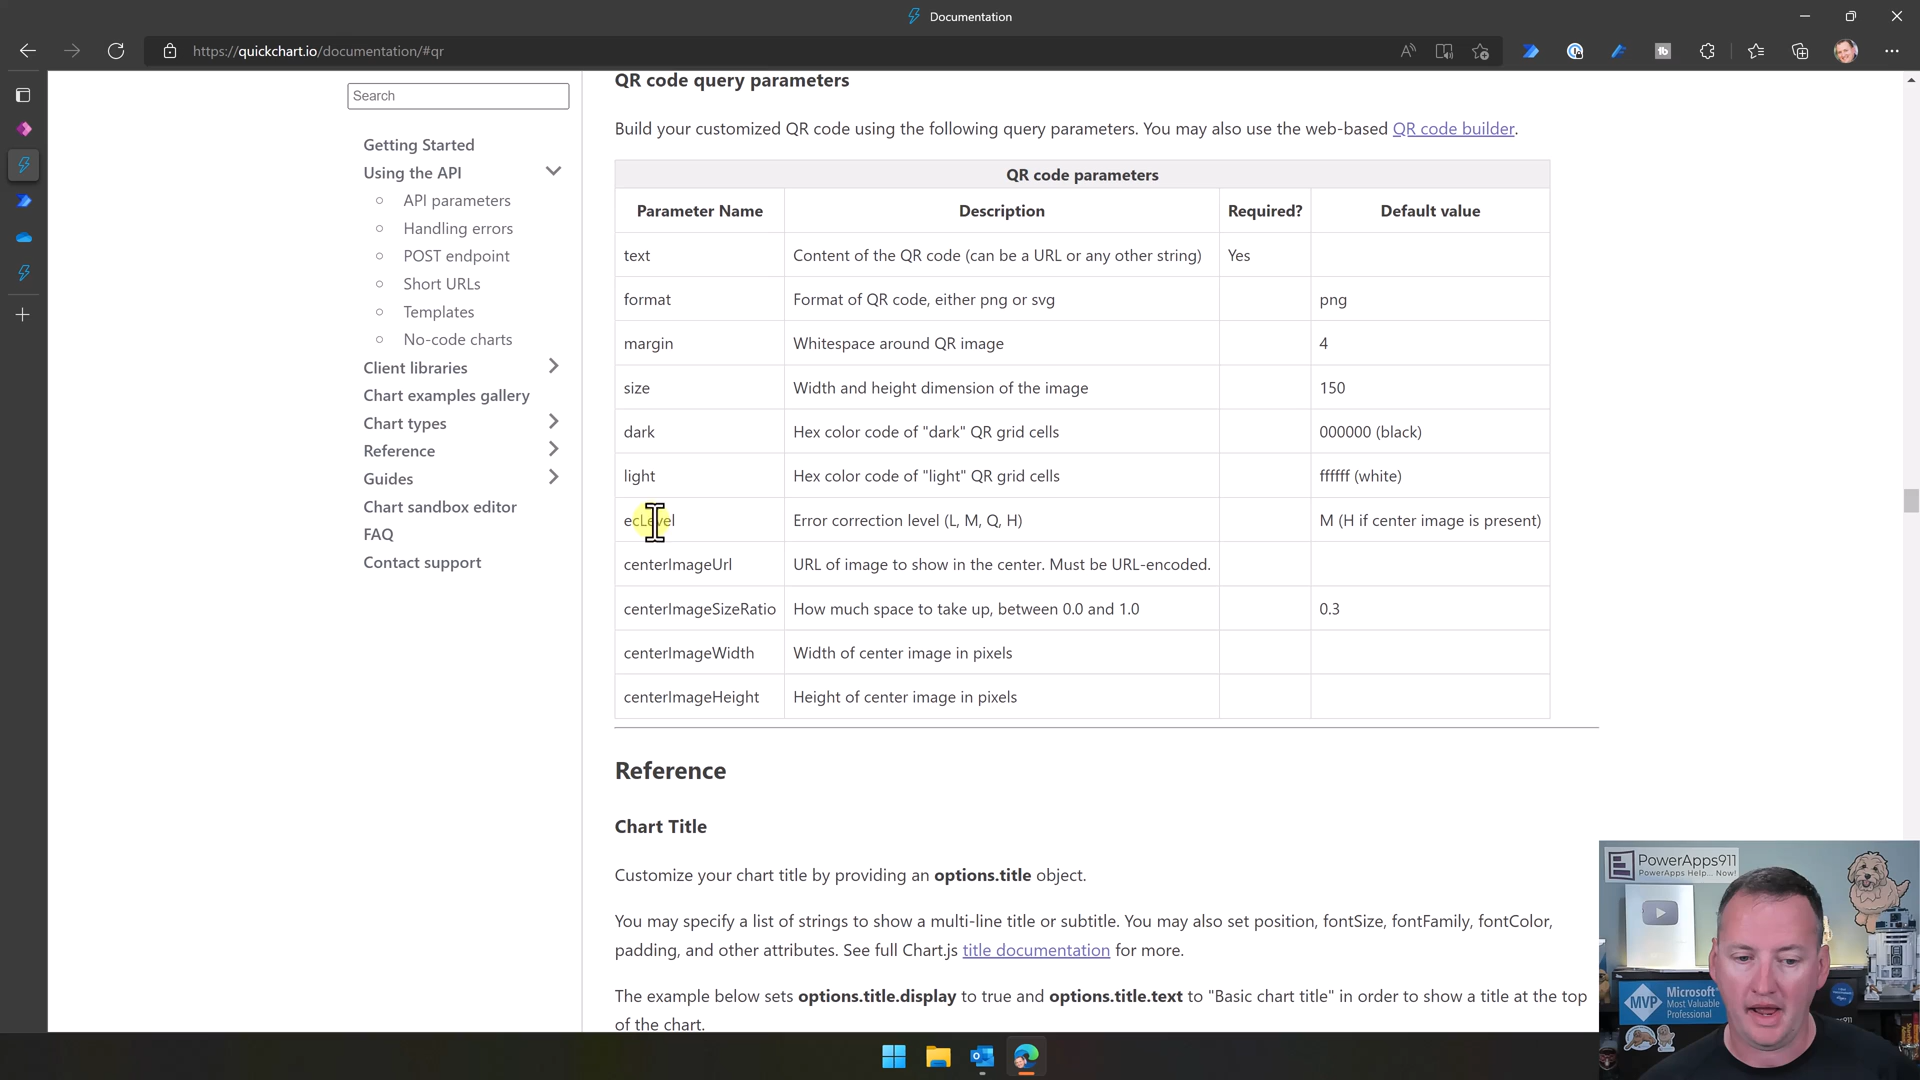 Documentation
https://quickchart.io/documentation/#qr
Search
Getting Started
Using the API
API parameters
Handling errors
POST endpoint
Short URLs
Templates
No-code charts
Client libraries
Chart examples gallery
Chart types
Reference
Guides
Chart sandbox editor
FAQ
Contact support
QR code query parameters
Build your customized QR code using the following query parameters. You may also use the web-based QR code builder.
QR code parameters
Parameter Name Description Required? Default value
text Content of the QR code (can be a URL or any other string) Yes
format Format of QR code, either png or svg png
margin Whitespace around QR image 4
size Width and height dimension of the image 150
dark Hex color code of "dark" QR grid cells 000000 (black)
light Hex color code of "light" QR grid cells ffffff (white)
ecLevel Error correction level (L, M, Q, H) M (H if center image is present)
centerImageUrl URL of image to show in the center. Must be URL-encoded.
centerImageSizeRatio How much space to take up, between 0.0 and 1.0 0.3
centerImageWidth Width of center image in pixels
centerImageHeight Height of center image in pixels
Reference
Chart Title
Customize your chart title by providing an options.title object.
You may specify a list of strings to show a multi-line title or subtitle. You may also set position, fontSize, fontFamily, fontColor,
padding, and other attributes. See full Chart.js title documentation for more.
The example below sets options.title.display to true and options.title.text to "Basic chart title" in order to show a title at the top
of the chart.
PowerApps911
PowerApps Help... Now!
MVP
Microsoft®
Most Valuable
Professional